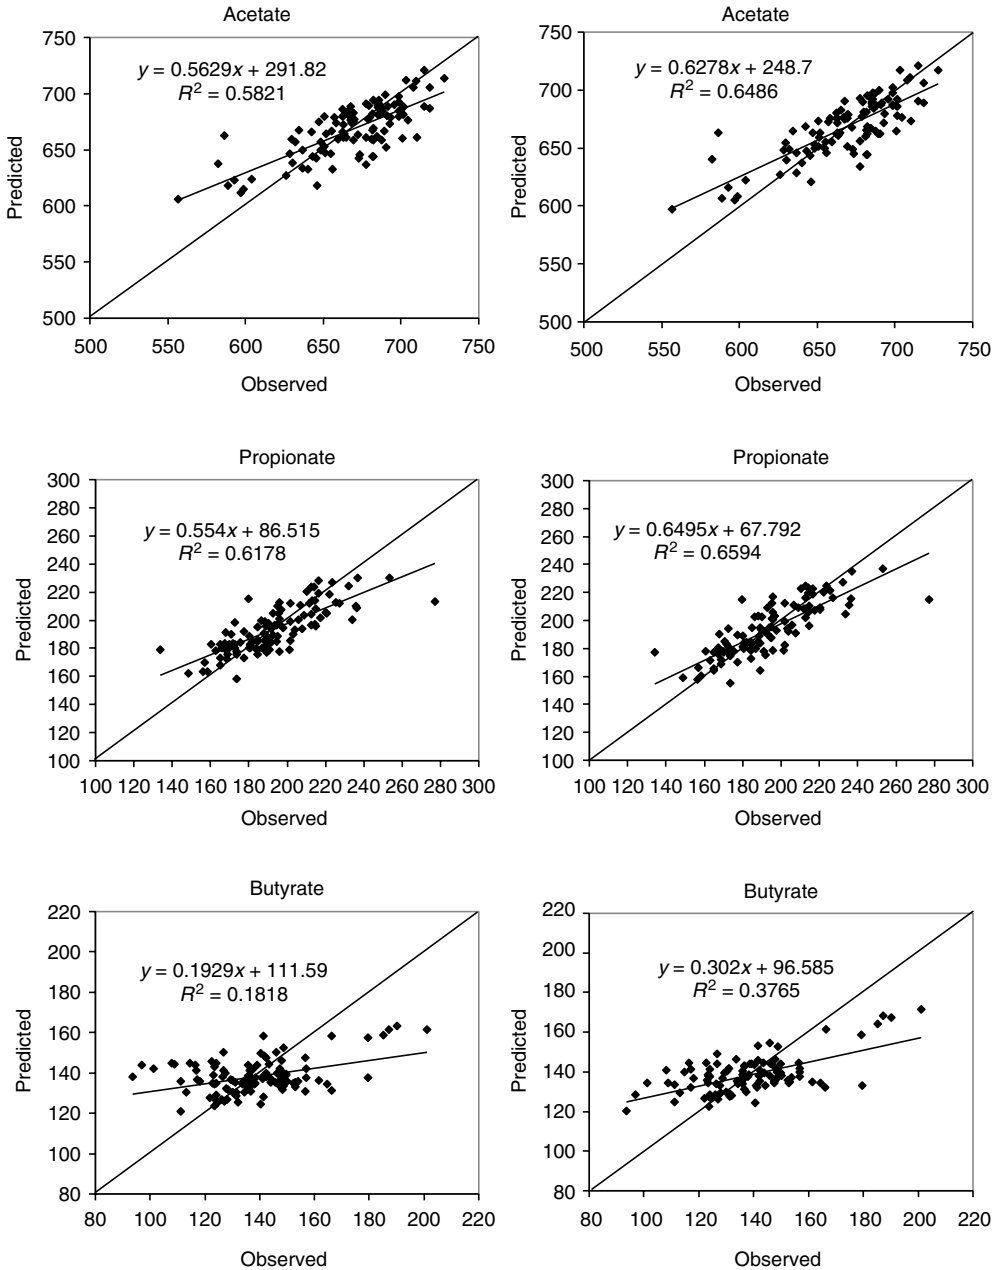 Acetate
750
700
650
600
550
500
Predicted
y = 0.5629x + 291.82
R² = 0.5821
500 550 600 650 700 750
Observed
Acetate
750
700
650
600
550
500
Predicted
y = 0.6278x + 248.7
R² = 0.6486
500 550 600 650 700 750
Observed
Propionate
300
280
260
240
220
200
180
160
140
120
100
Predicted
y = 0.554x + 86.515
R² = 0.6178
100 120 140 160 180 200 220 240 260 280 300
Observed
Propionate
300
280
260
240
220
200
180
160
140
120
100
Predicted
y = 0.6495x + 67.792
R² = 0.6594
100 120 140 160 180 200 220 240 260 280 300
Observed
Butyrate
220
200
180
160
140
120
100
80
Predicted
y = 0.1929x + 111.59
R² = 0.1818
80 100 120 140 160 180 200 220
Observed
Butyrate
220
200
180
160
140
120
100
80
Predicted
y = 0.302x + 96.585
R² = 0.3765
80 100 120 140 160 180 200 220
Observed